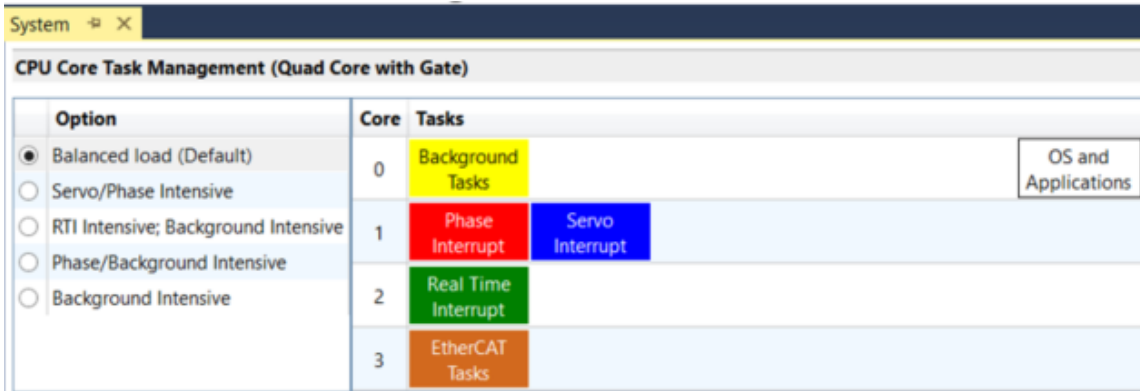 System
CPU Core Task Management (Quad Core with Gate)
Option
Balanced load (Default)
Servo/Phase Intensive
RTI Intensive; Background Intensive
Phase/Background Intensive
Background Intensive
Core Tasks
0
Background
Tasks
OS and
Applications
1
Phase
Interrupt
Servo
Interrupt
2
Real Time
Interrupt
3
EtherCAT
Tasks